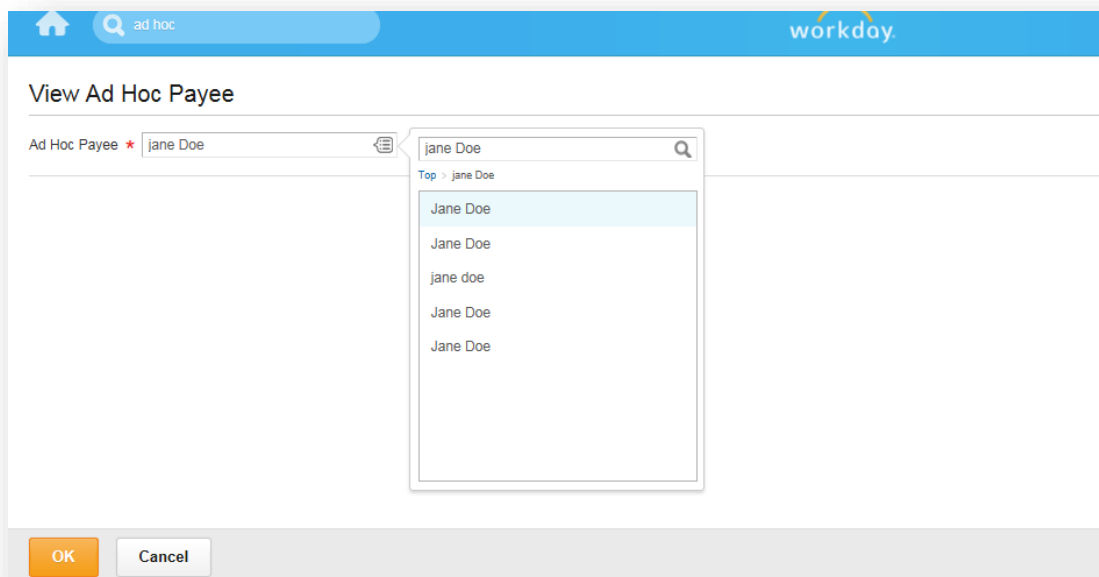 ad hoc
workday.
View Ad Hoc Payee
Ad Hoc Payee * jane Doe
jane Doe
Top > jane Doe
Jane Doe
Jane Doe
jane doe
Jane Doe
Jane Doe
OK Cancel